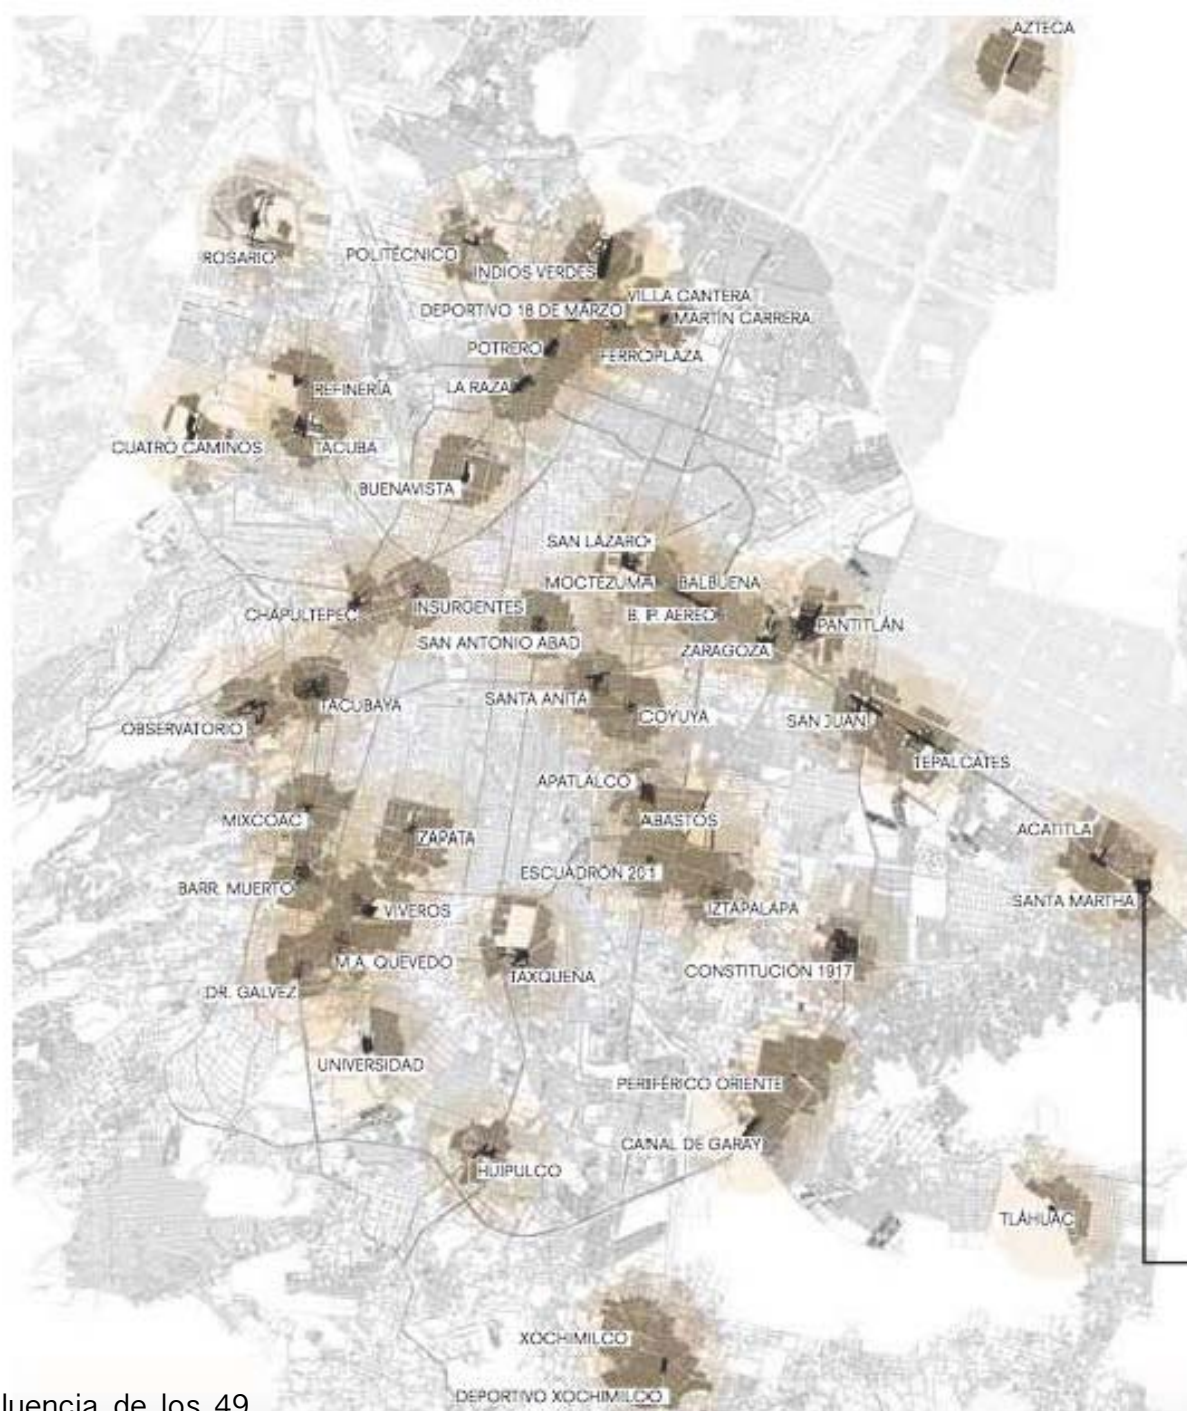 AZTECA
ROSARIO
POLITÉCNICO
INDIOS VERDES
VILLA CANTERA
DEPORTIVO 18 DE MARZO
MARTÍN CARRERA
POTRERO
FERROPLAZA
REFINERÍA
LA RAZA
CUATRO CAMINOS
TACUBA
BUENAVISTA
SAN LÁZARO
MOCTEZUMA
BALBUENA
CHAPULTEPEC
INSURGENTES
B. P. AEREO
PANTITLÁN
SAN ANTONIO ABAD
ZARAGOZA
TACUBAYA
SANTA ANITA
COYUYA
SAN JUAN
OBSERVATORIO
TEPALCATES
APATLALCO
MIXCOAC
ABASTOS
ACATITLA
ZAPATA
ESCUADRÓN 201
BARR. MUERTO
SANTA MARTHA
VIVEROS
IZTAPALAPA
M.A. QUEVEDO
TAXQUEÑA
CONSTITUCIÓN 1917
DR. GALVEZ
UNIVERSIDAD
PERIFÉRICO ORIENTE
CANAL DE GARAY
HUIPULCO
TLÁHUAC
XOCHIMILCO
DEPORTIVO XOCHIMILCO
luencia de los 49